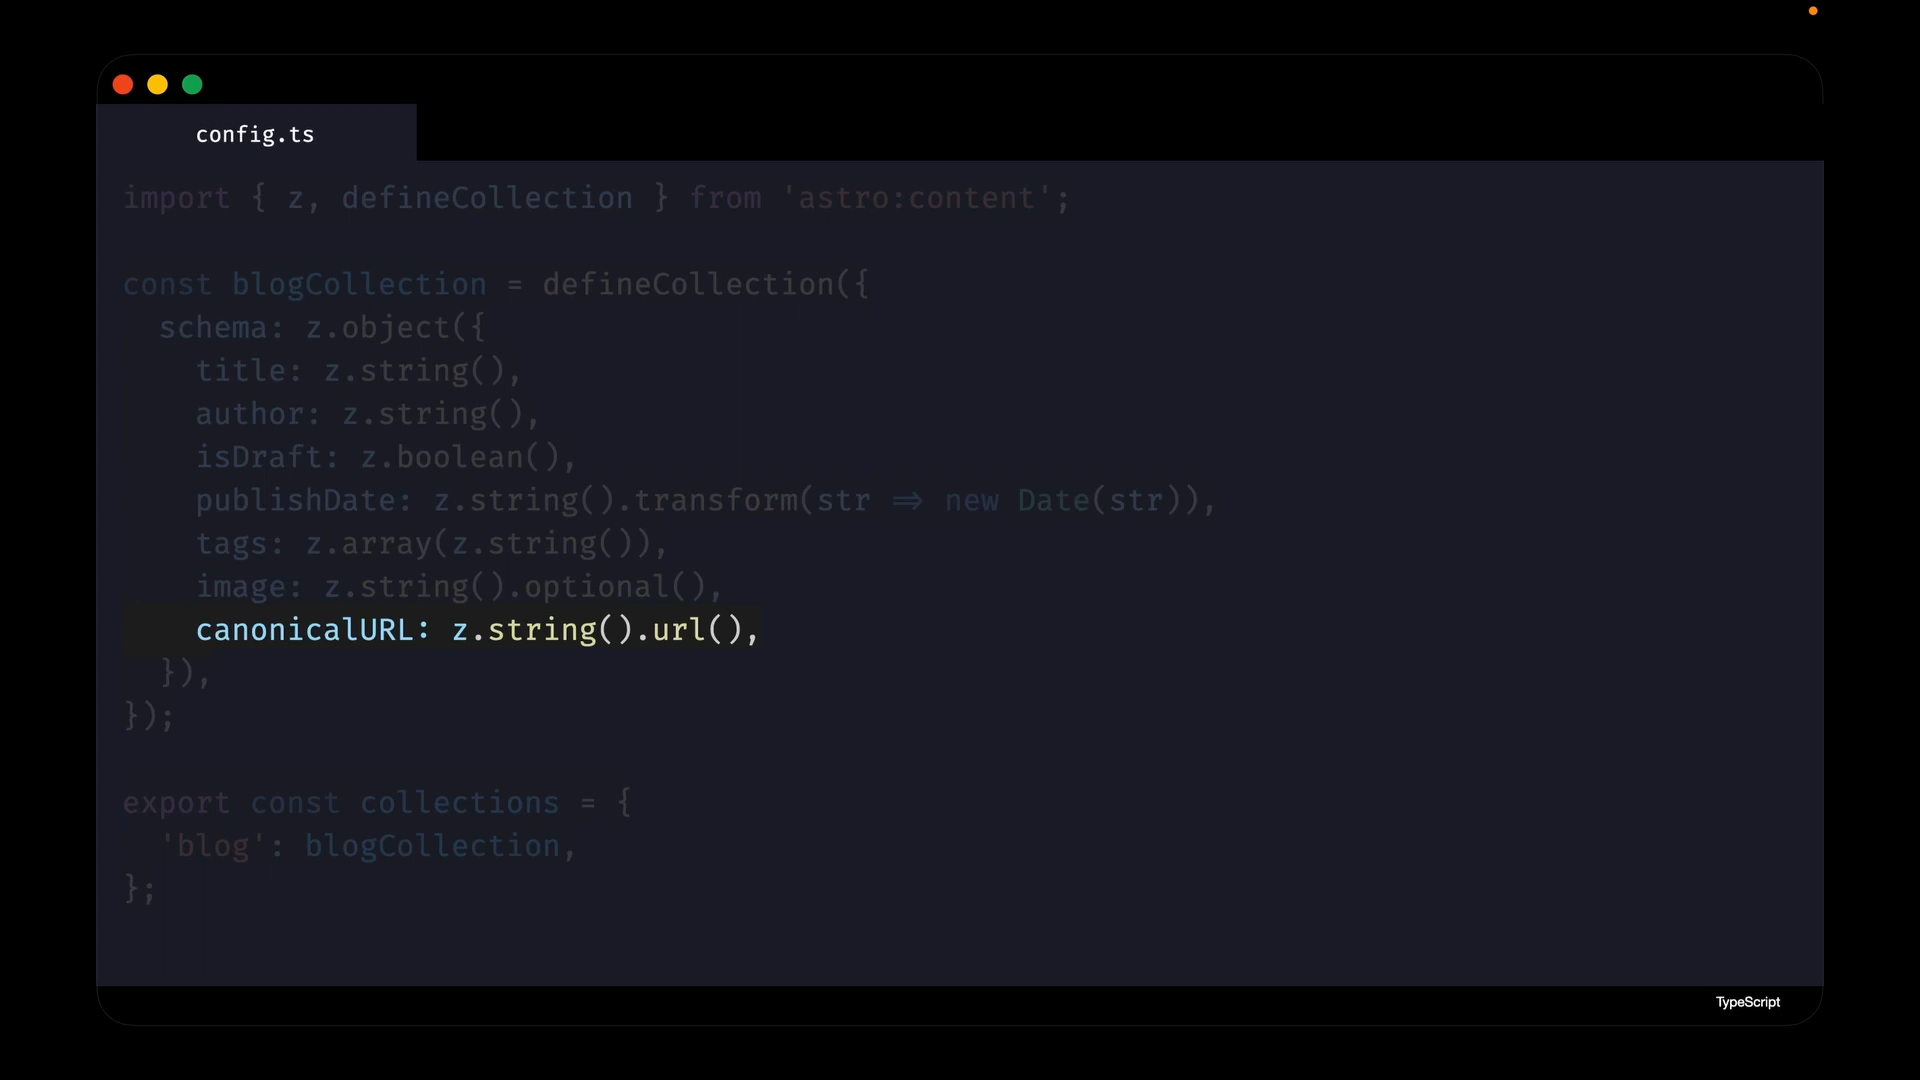 config.ts
import { z, defineCollection } from 'astro:content';
const blogCollection = defineCollection({
schema: z.object({
title: z.string(),
author: z.string(),
isDraft: z.boolean(),
publishDate: z.string().transform(str => new Date(str)),
tags: z.array(z.string()),
image: z.string().optional(),
canonicalURL: z.string().url(),
}),
});
export const collections = {
'blog': blogCollection,
};
TypeScript